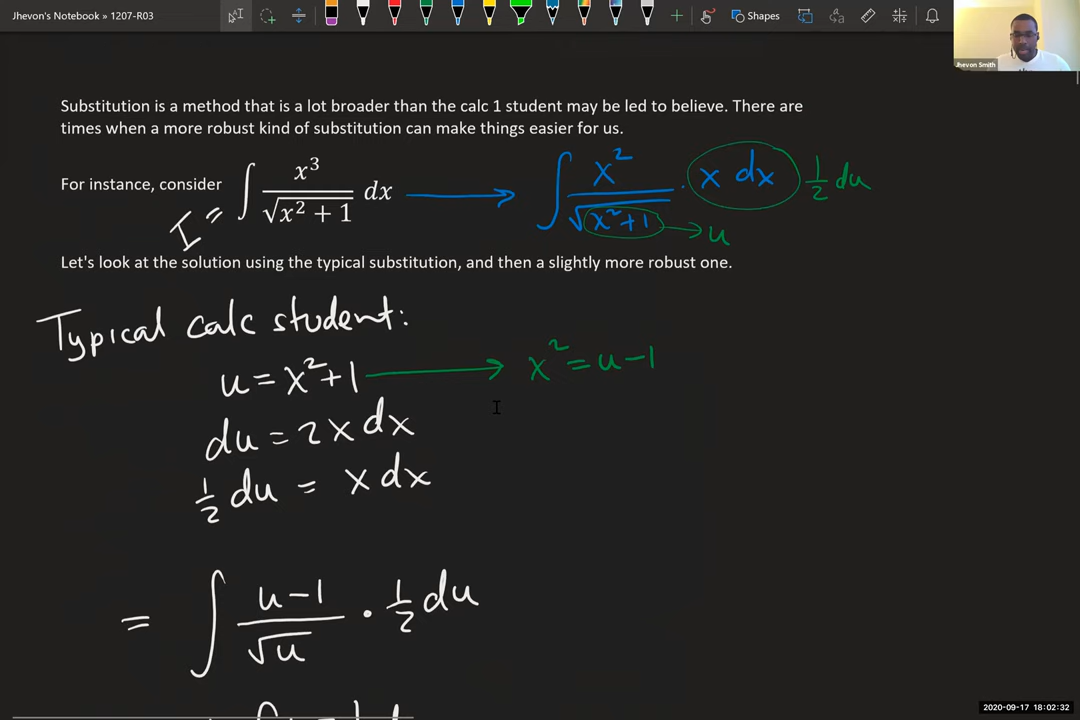 Jhevon's Notebook » 1207-R03
Shapes
Jhevon Smith
Substitution is a method that is a lot broader than the calc 1 student may be led to believe. There are
times when a more robust kind of substitution can make things easier for us.
For instance, consider I = ∫ x³/√(x² + 1) dx → ∫ x²/√(x²+1) · x dx ½ du
→ u
Let's look at the solution using the typical substitution, and then a slightly more robust one.
Typical calc student:
u = x²+1 → x² = u-1
du = 2x dx
½ du = x dx
= ∫ (u-1)/√u · ½ du
2020-09-17 18:02:32